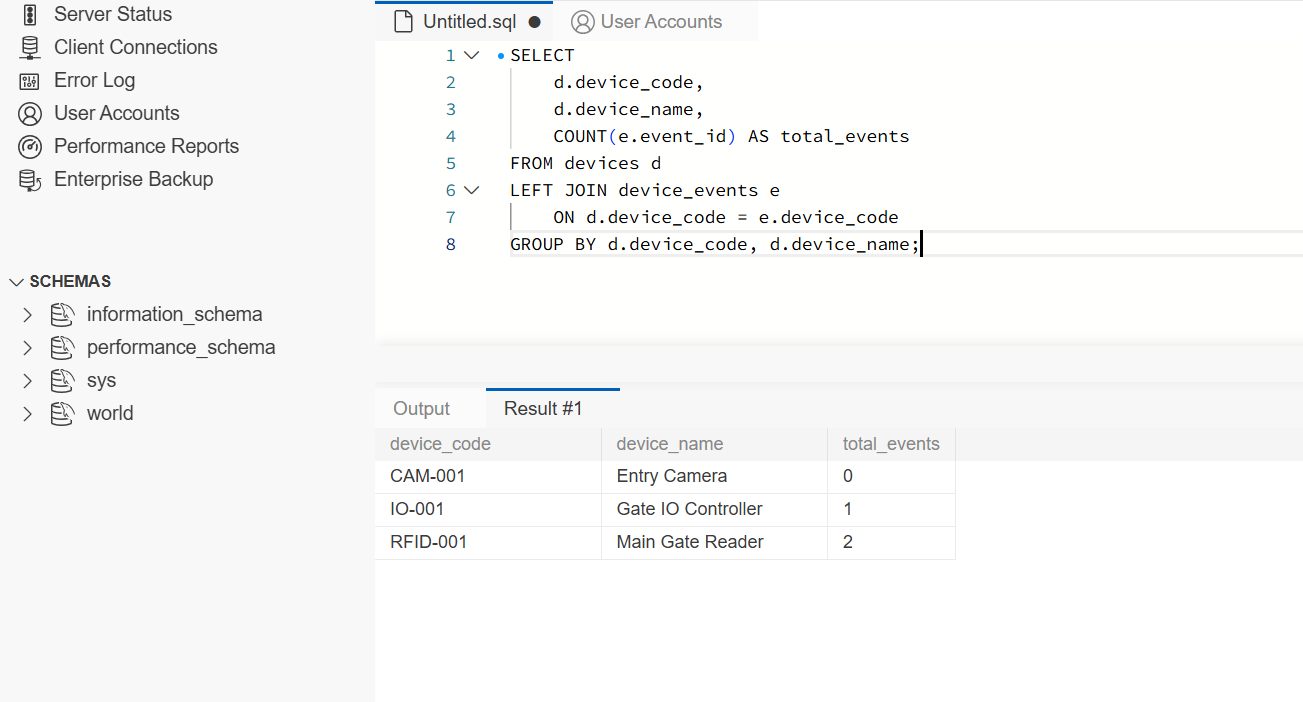 Server Status
Client Connections
Error Log
User Accounts
Performance Reports
Enterprise Backup
SCHEMAS
information_schema
performance_schema
sys
world
Untitled.sql ● User Accounts
1 SELECT
2 d.device_code,
3 d.device_name,
4 COUNT(e.event_id) AS total_events
5 FROM devices d
6 LEFT JOIN device_events e
7 ON d.device_code = e.device_code
8 GROUP BY d.device_code, d.device_name;
Output Result #1
device_code device_name total_events
CAM-001 Entry Camera 0
IO-001 Gate IO Controller 1
RFID-001 Main Gate Reader 2